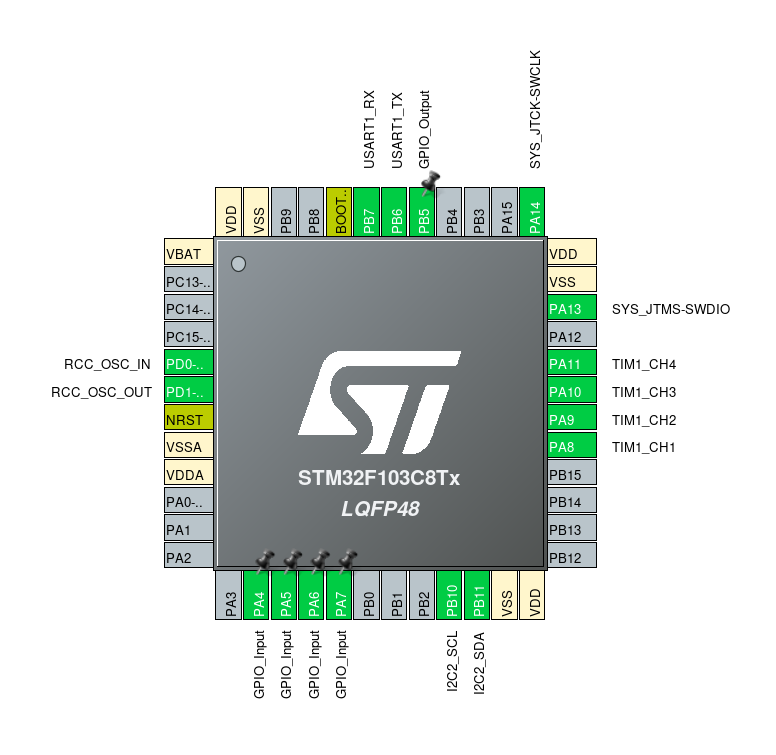 USART1_RX
USART1_TX
GPIO_Output
SYS_JTCK-SWCLK
VDD
VSS
PB9
PB8
BOOT..
PB7
PB6
PB5
PB4
PB3
PA15
PA14
VBAT
PC13-..
PC14-..
PC15-..
RCC_OSC_IN PD0-..
RCC_OSC_OUT PD1-..
NRST
VSSA
VDDA
PA0-..
PA1
PA2
VDD
VSS
PA13 SYS_JTMS-SWDIO
PA12
PA11 TIM1_CH4
PA10 TIM1_CH3
PA9 TIM1_CH2
PA8 TIM1_CH1
PB15
PB14
PB13
PB12
ST
STM32F103C8Tx
LQFP48
PA3
PA4
PA5
PA6
PA7
PB0
PB1
PB2
PB10
PB11
VSS
VDD
GPIO_Input
GPIO_Input
GPIO_Input
GPIO_Input
I2C2_SCL
I2C2_SDA